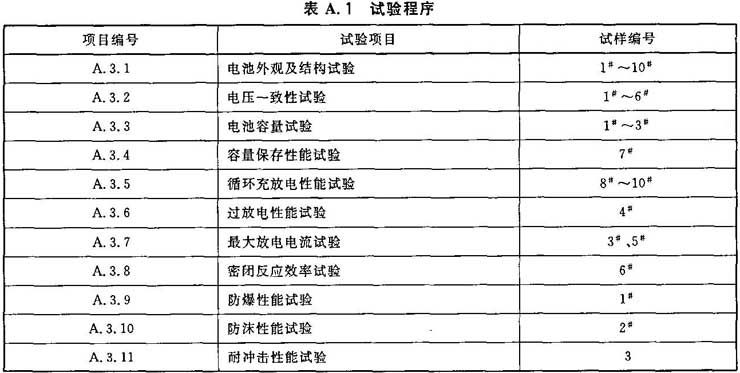 表 A.1 试验程序
项目编号 试验项目 试样编号
A.3.1 电池外观及结构试验 1#~10#
A.3.2 电压一致性试验 1#~6#
A.3.3 电池容量试验 1#~3#
A.3.4 容量保存性能试验 7#
A.3.5 循环充放电性能试验 8#~10#
A.3.6 过放电性能试验 4#
A.3.7 最大放电电流试验 3#、5#
A.3.8 密闭反应效率试验 6#
A.3.9 防爆性能试验 1#
A.3.10 防沫性能试验 2#
A.3.11 耐冲击性能试验 3